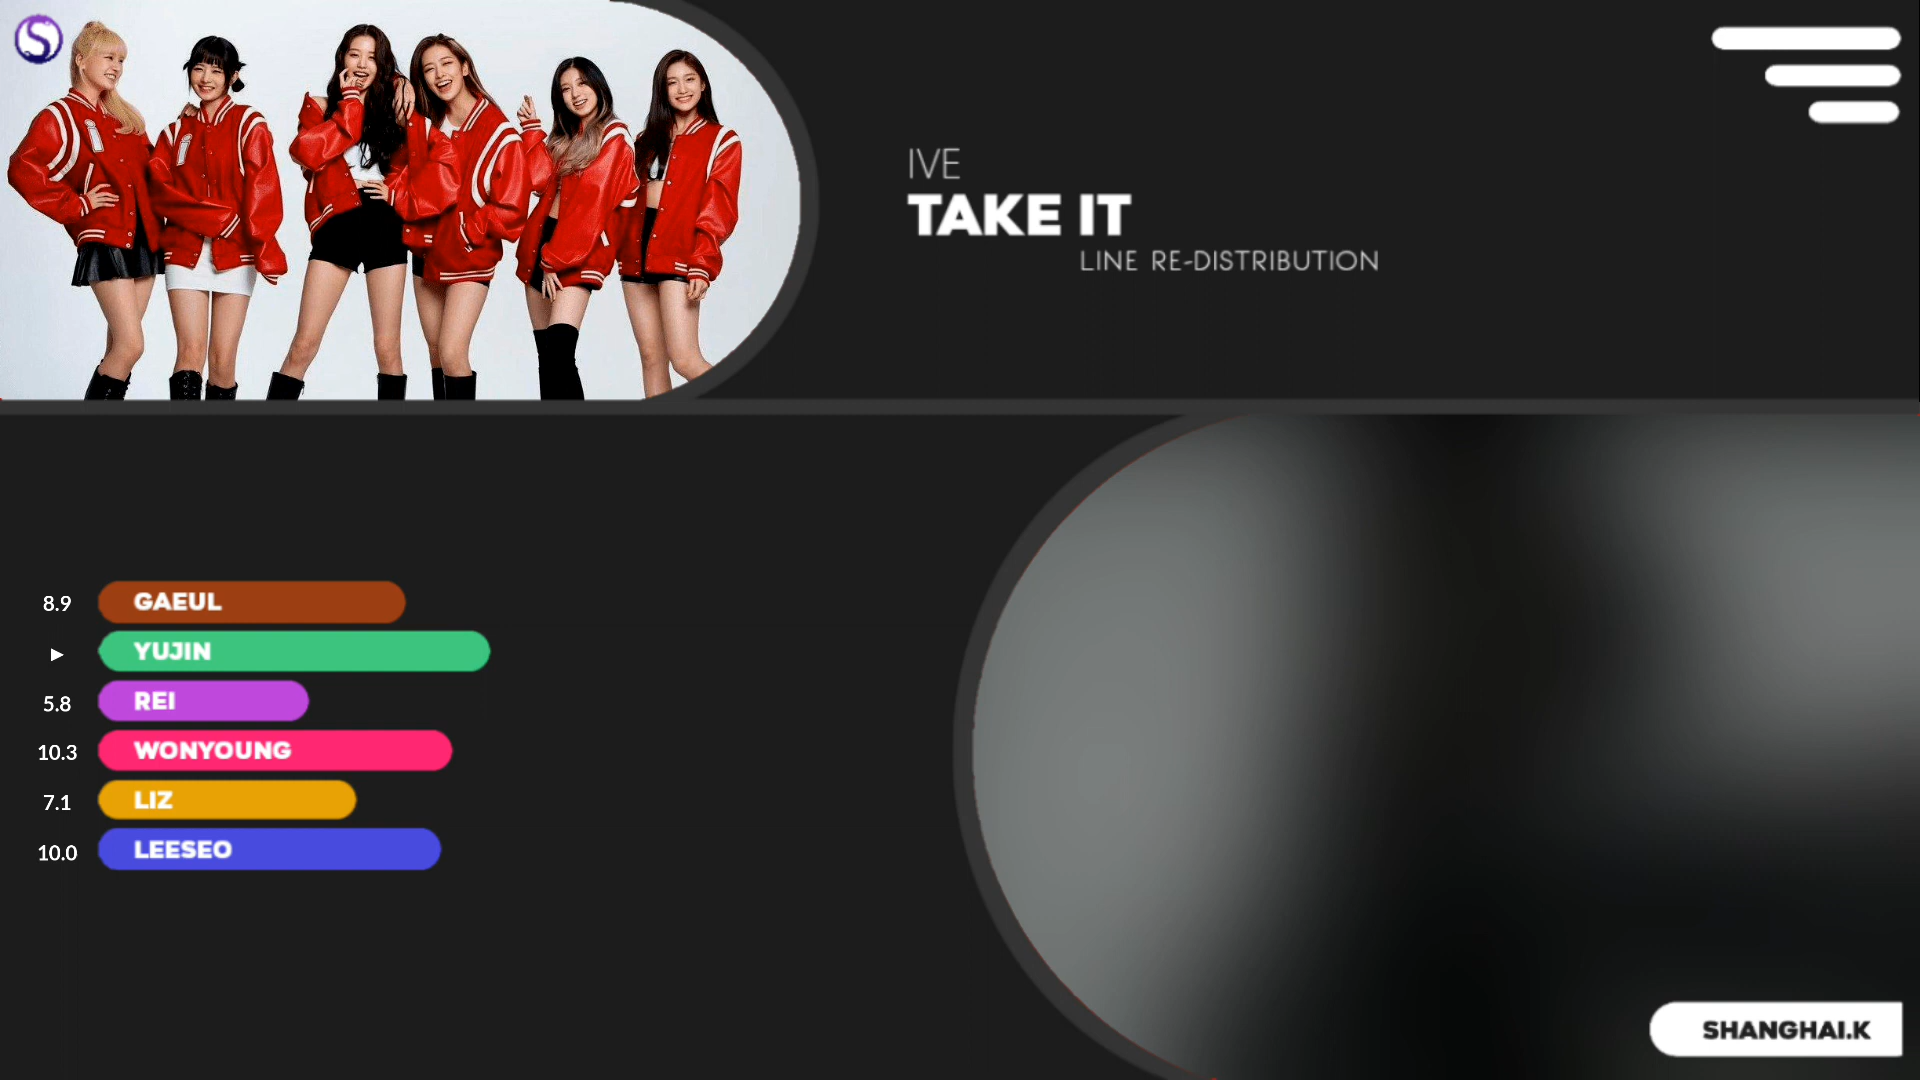 S
IVE
TAKE IT
LINE RE-DISTRIBUTION
8.9 GAEUL
► YUJIN
5.8 REI
10.3 WONYOUNG
7.1 LIZ
10.0 LEESEO
SHANGHAI.K